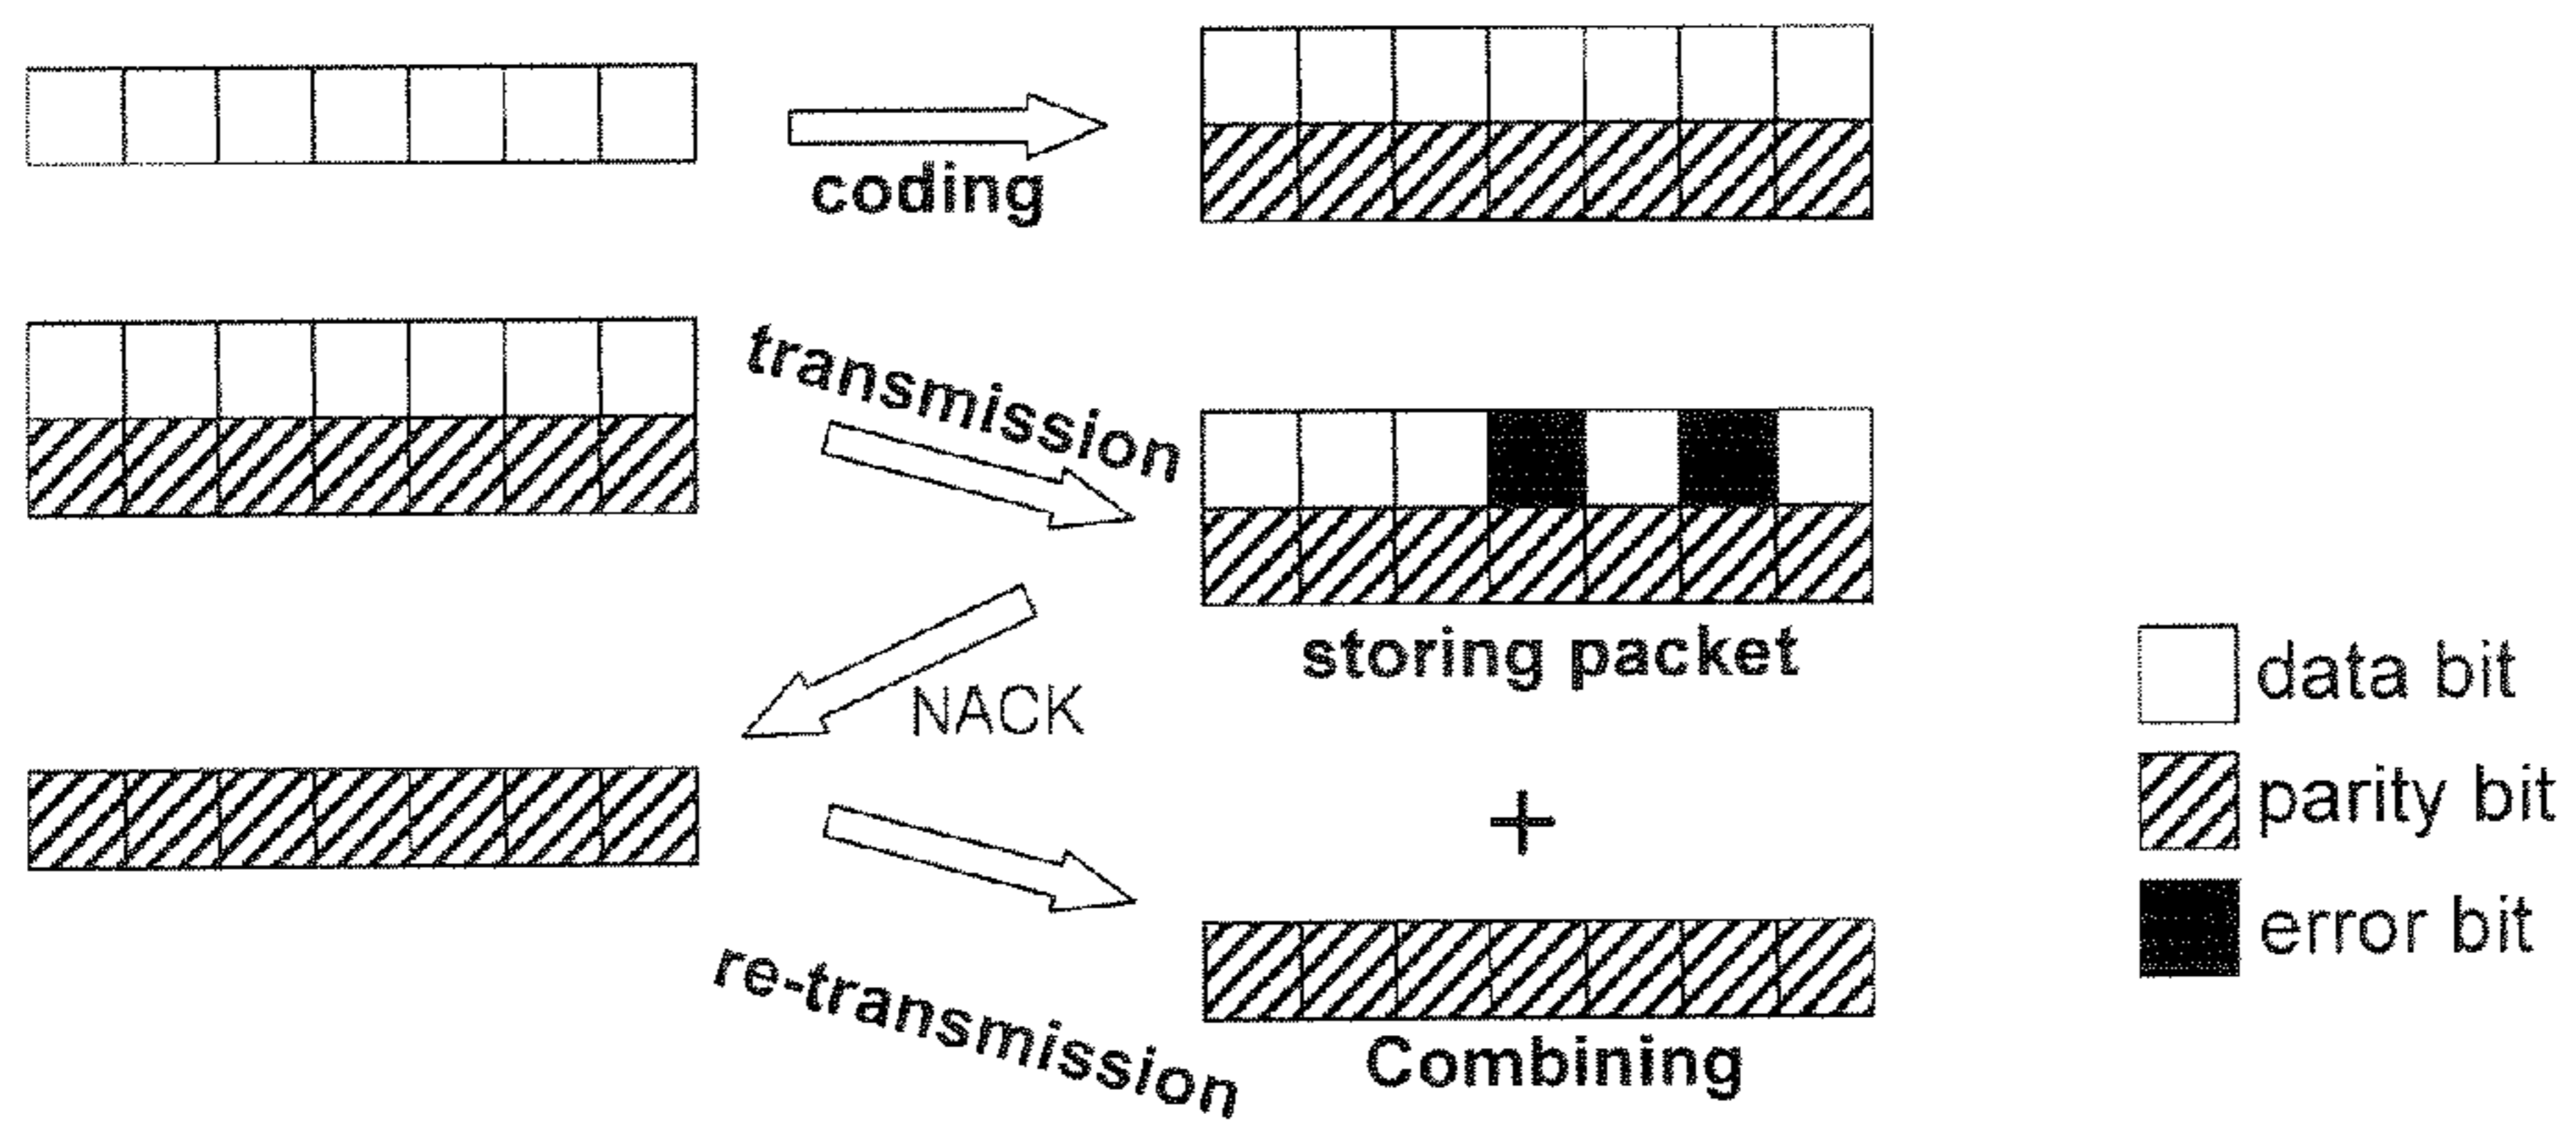 coding
transmission
storing packet
NACK
re-transmission
Combining
data bit
parity bit
error bit